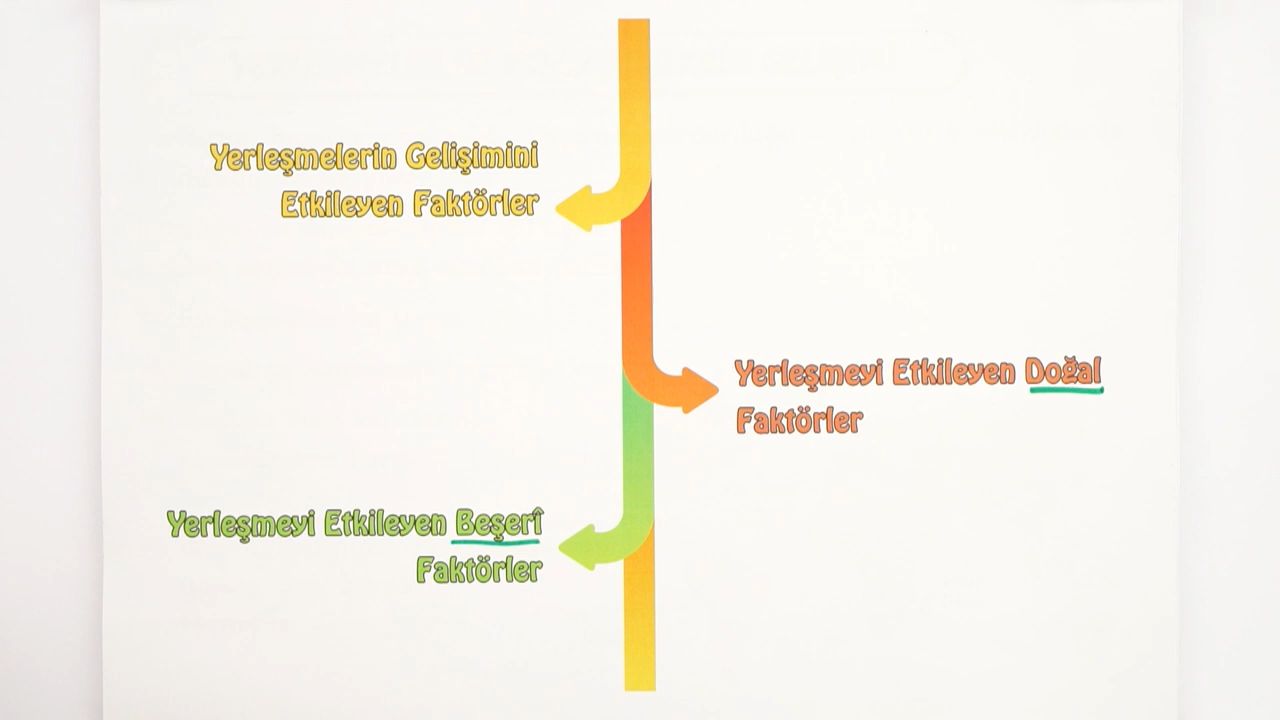 Yerleşmelerin Gelişimini
Etkileyen Faktörler
Yerleşmeyi Etkileyen Doğal
Faktörler
Yerleşmeyi Etkileyen Beşerî
Faktörler